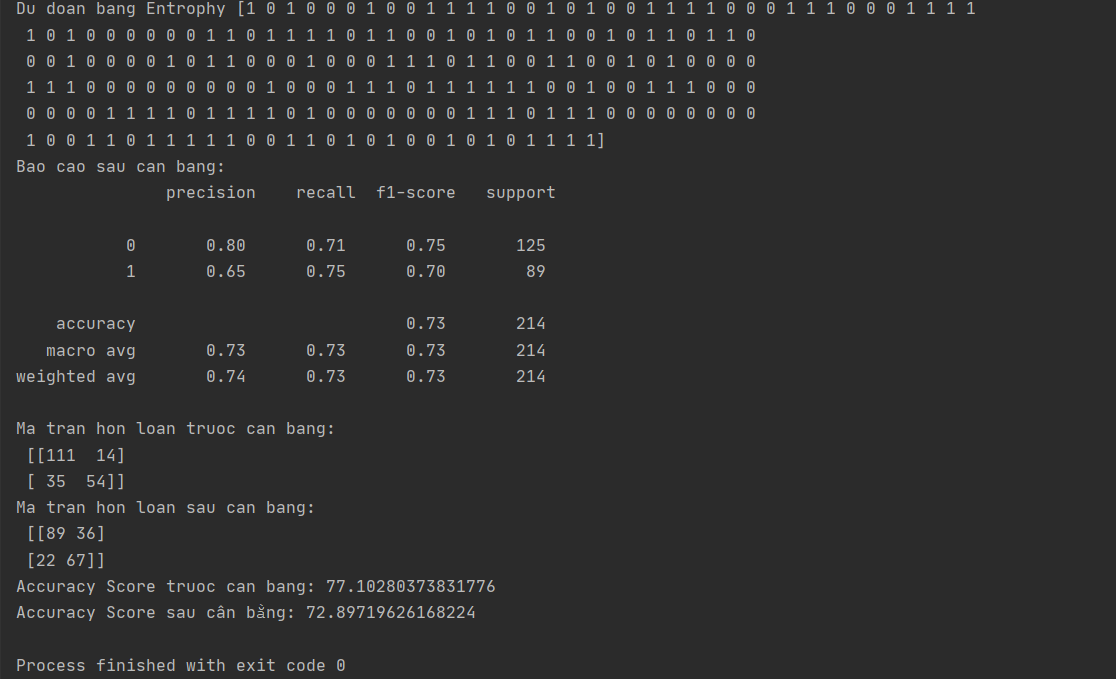 Du doan bang Entrophy [1 0 1 0 0 0 1 0 0 1 1 1 1 0 0 1 0 1 0 0 1 1 1 1 0 0 0 1 1 1 0 0 0 1 1 1 1
1 0 1 0 0 0 0 0 0 1 1 0 1 1 1 1 0 1 1 0 0 1 0 1 0 1 1 0 0 1 0 1 1 0 1 1 0
0 0 1 0 0 0 0 1 0 1 1 0 0 0 1 0 0 0 1 1 1 0 1 1 0 0 1 1 0 0 1 0 1 0 0 0 0
1 1 1 0 0 0 0 0 0 0 0 0 1 0 0 0 1 1 1 0 1 1 1 1 1 1 0 0 1 0 0 1 1 1 0 0 0
0 0 0 0 1 1 1 1 0 1 1 1 1 0 1 0 0 0 0 0 0 0 1 1 1 0 1 1 1 0 0 0 0 0 0 0 0
1 0 0 1 1 0 1 1 1 1 1 0 0 1 1 0 1 0 1 0 0 1 0 1 0 1 1 1 1]
Bao cao sau can bang:
precision recall f1-score support
0 0.80 0.71 0.75 125
1 0.65 0.75 0.70 89
accuracy 0.73 214
macro avg 0.73 0.73 0.73 214
weighted avg 0.74 0.73 0.73 214
Ma tran hon loan truoc can bang:
[[111 14]
[ 35 54]]
Ma tran hon loan sau can bang:
[[89 36]
[22 67]]
Accuracy Score truoc can bang: 77.10280373831776
Accuracy Score sau cân bằng: 72.89719626168224
Process finished with exit code 0